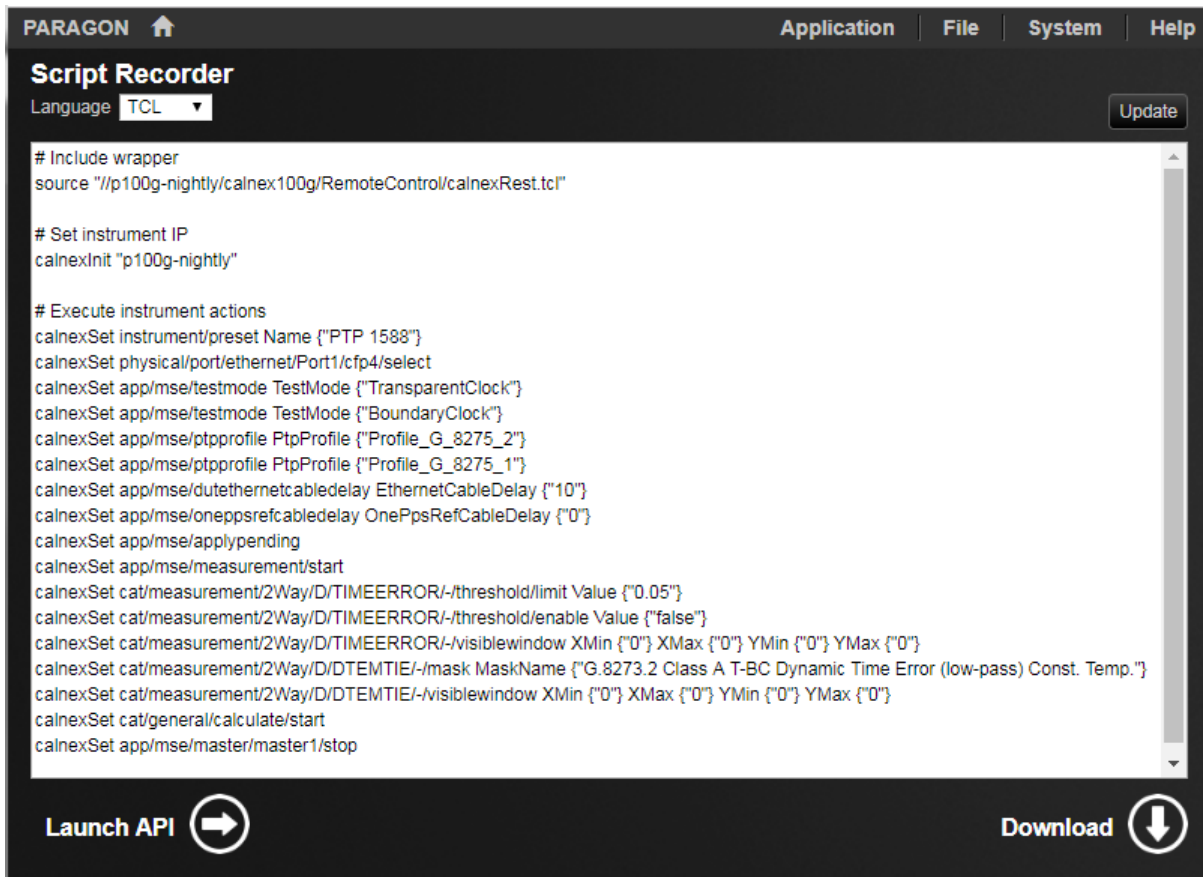 PARAGON Application File System Help
Script Recorder
Language TCL
Update
# Include wrapper
source "//p100g-nightly/calnex100g/RemoteControl/calnexRest.tcl"
# Set instrument IP
calnexInit "p100g-nightly"
# Execute instrument actions
calnexSet instrument/preset Name {"PTP 1588"}
calnexSet physical/port/ethernet/Port1/cfp4/select
calnexSet app/mse/testmode TestMode {"TransparentClock"}
calnexSet app/mse/testmode TestMode {"BoundaryClock"}
calnexSet app/mse/ptpprofile PtpProfile {"Profile_G_8275_2"}
calnexSet app/mse/ptpprofile PtpProfile {"Profile_G_8275_1"}
calnexSet app/mse/dutethernetcabledelay EthernetCableDelay {"10"}
calnexSet app/mse/oneppsrefcabledelay OnePpsRefCableDelay {"0"}
calnexSet app/mse/applypending
calnexSet app/mse/measurement/start
calnexSet cat/measurement/2Way/D/TIMEERROR/-/threshold/limit Value {"0.05"}
calnexSet cat/measurement/2Way/D/TIMEERROR/-/threshold/enable Value {"false"}
calnexSet cat/measurement/2Way/D/TIMEERROR/-/visiblewindow XMin {"0"} XMax {"0"} YMin {"0"} YMax {"0"}
calnexSet cat/measurement/2Way/D/DTEMTIE/-/mask MaskName {"G.8273.2 Class A T-BC Dynamic Time Error (low-pass) Const. Temp."}
calnexSet cat/measurement/2Way/D/DTEMTIE/-/visiblewindow XMin {"0"} XMax {"0"} YMin {"0"} YMax {"0"}
calnexSet cat/general/calculate/start
calnexSet app/mse/master/master1/stop
Launch API Download